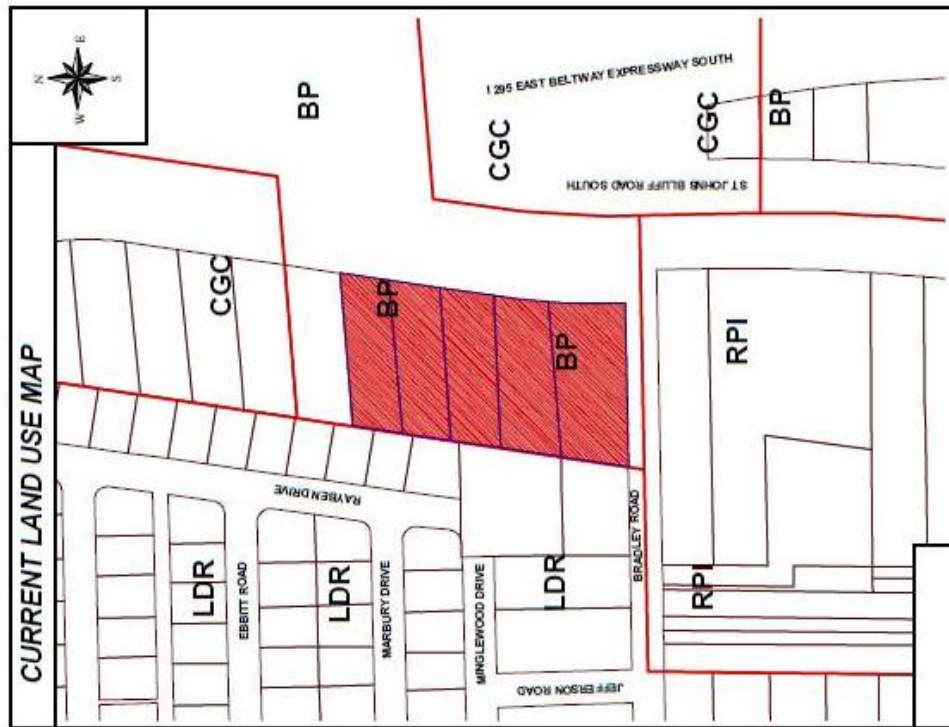 CURRENT LAND USE MAP
N
E
S
W
BP
I 295 EAST BELTWAY EXPRESSWAY SOUTH
CGC
CGC
BP
ST JOHNS BLUFF ROAD SOUTH
CGC
BP
BP
RPI
RAYBEN DRIVE
LDR
EBBITT ROAD
LDR
MARBURY DRIVE
MINGLEWOOD DRIVE
LDR
BRADLEY ROAD
RPI
JEFFERSON ROAD